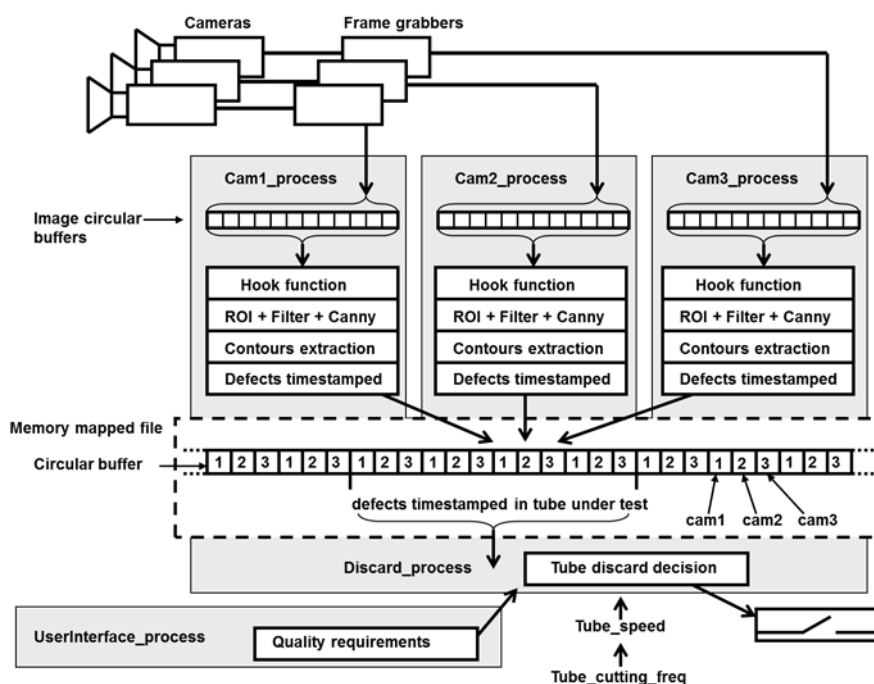 Cameras Frame grabbers
Cam1_process Cam2_process Cam3_process
Image circular
buffers
Hook function Hook function Hook function
ROI + Filter + Canny ROI + Filter + Canny ROI + Filter + Canny
Contours extraction Contours extraction Contours extraction
Defects timestamped Defects timestamped Defects timestamped
Memory mapped file
Circular buffer 1 2 3 1 2 3 1 2 3 1 2 3 1 2 3 1 2 3 1 2 3 1 2 3 1 2 3
defects timestamped in tube under test
cam1 cam2 cam3
Discard_process Tube discard decision
UserInterface_process Quality requirements
Tube_speed
Tube_cutting_freq